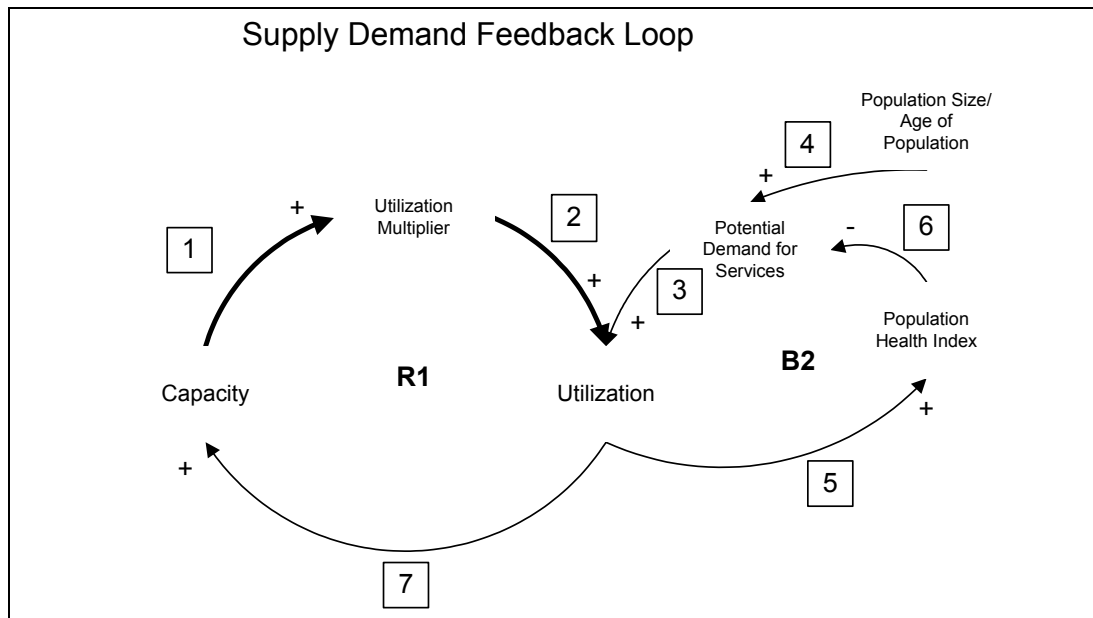 Supply Demand Feedback Loop
Population Size/
Age of
Population
4
+
Utilization
Multiplier
+
1
2
+
Potential
Demand for
Services
-
6
3
+
Population
Health Index
R1
B2
Capacity
Utilization
+
+
5
7